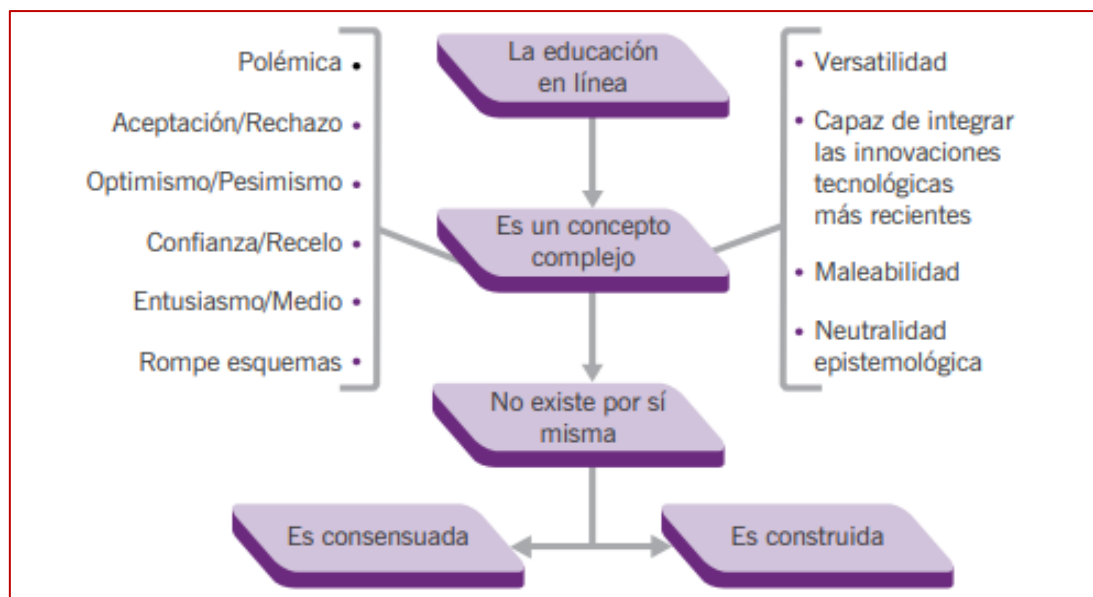 La educación
en línea
Polémica •
Aceptación/Rechazo •
Optimismo/Pesimismo •
Confianza/Recelo •
Entusiasmo/Medio •
Rompe esquemas •
• Versatilidad
• Capaz de integrar
las innovaciones
tecnológicas
más recientes
• Maleabilidad
• Neutralidad
epistemológica
Es un concepto
complejo
No existe por sí
misma
Es consensuada
Es construida